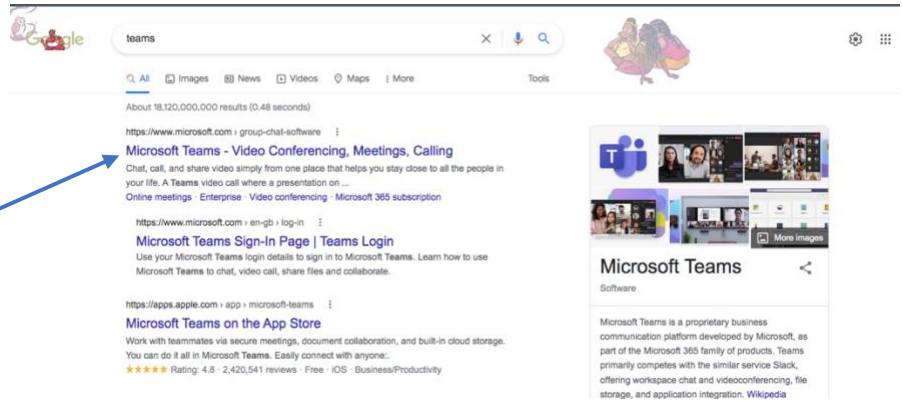 Google
teams
All Images News Videos Maps More Tools
About 18,120,000,000 results (0.48 seconds)
https://www.microsoft.com › group-chat-software
Microsoft Teams - Video Conferencing, Meetings, Calling
Chat, call, and share video simply from one place that helps you stay close to all the people in
your life. A Teams video call where a presentation on ...
Online meetings · Enterprise · Video conferencing · Microsoft 365 subscription
https://www.microsoft.com › en-gb › log-in
Microsoft Teams Sign-In Page | Teams Login
Use your Microsoft Teams login details to sign in to Microsoft Teams. Learn how to use
Microsoft Teams to chat, video call, share files and collaborate.
https://apps.apple.com › app › microsoft-teams
Microsoft Teams on the App Store
Work with teammates via secure meetings, document collaboration, and built-in cloud storage.
You can do it all in Microsoft Teams. Easily connect with anyone:.
★★★★★ Rating: 4.8 · 2,420,541 reviews · Free · iOS · Business/Productivity
More images
Microsoft Teams
Software
Microsoft Teams is a proprietary business
communication platform developed by Microsoft, as
part of the Microsoft 365 family of products. Teams
primarily competes with the similar service Slack,
offering workspace chat and videoconferencing, file
storage, and application integration. Wikipedia